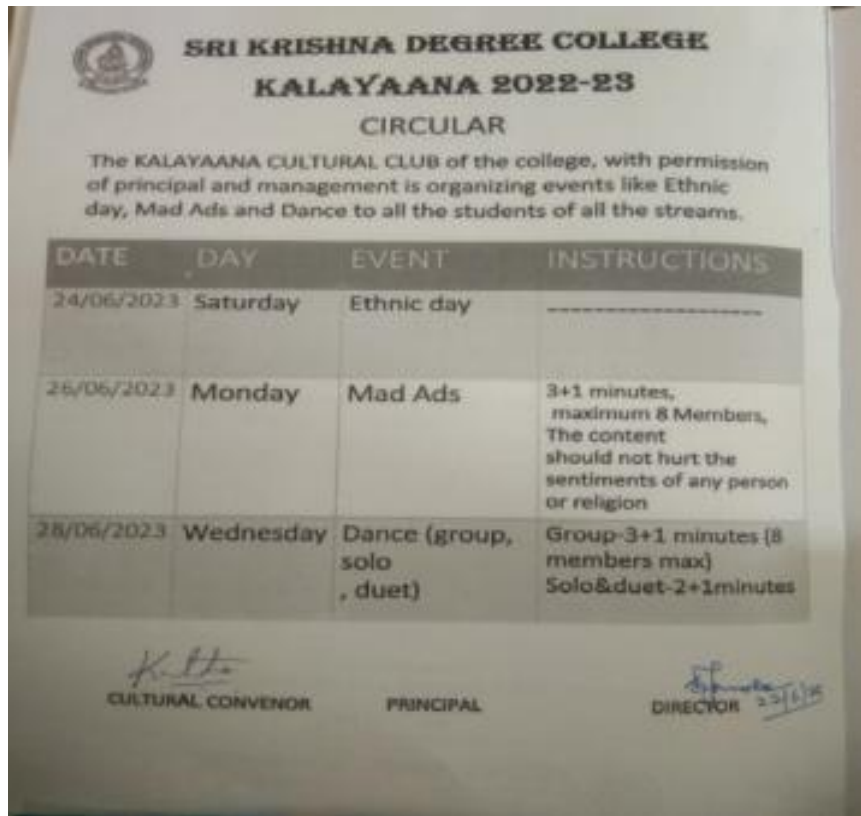 SRI KRISHNA DEGREE COLLEGE
KALAYAANA 2022-23
CIRCULAR
The KALAYAANA CULTURAL CLUB of the college, with permission
of principal and management is organizing events like Ethnic
day, Mad Ads and Dance to all the students of all the streams.
DATE DAY EVENT INSTRUCTIONS
24/06/2023 Saturday Ethnic day --------------------
26/06/2023 Monday Mad Ads 3+1 minutes,
maximum 8 Members,
The content
should not hurt the
sentiments of any person
or religion
28/06/2023 Wednesday Dance (group, Group-3+1 minutes (8
solo members max)
, duet) Solo&duet-2+1minutes
CULTURAL CONVENOR PRINCIPAL DIRECTOR